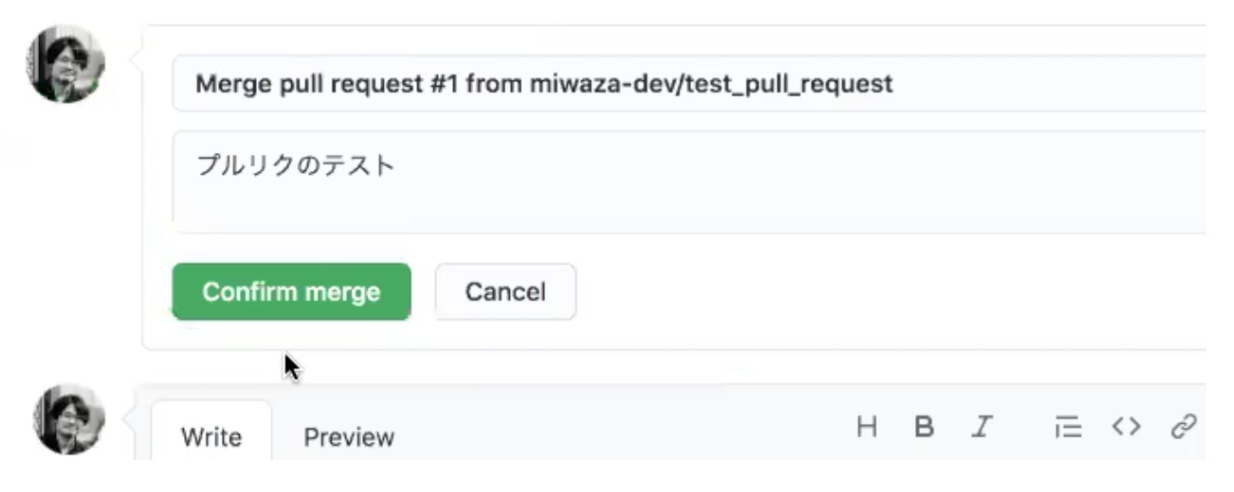 Merge pull request #1 from miwaza-dev/test_pull_request
プルリクのテスト
Confirm merge Cancel
Write Preview H B I <>